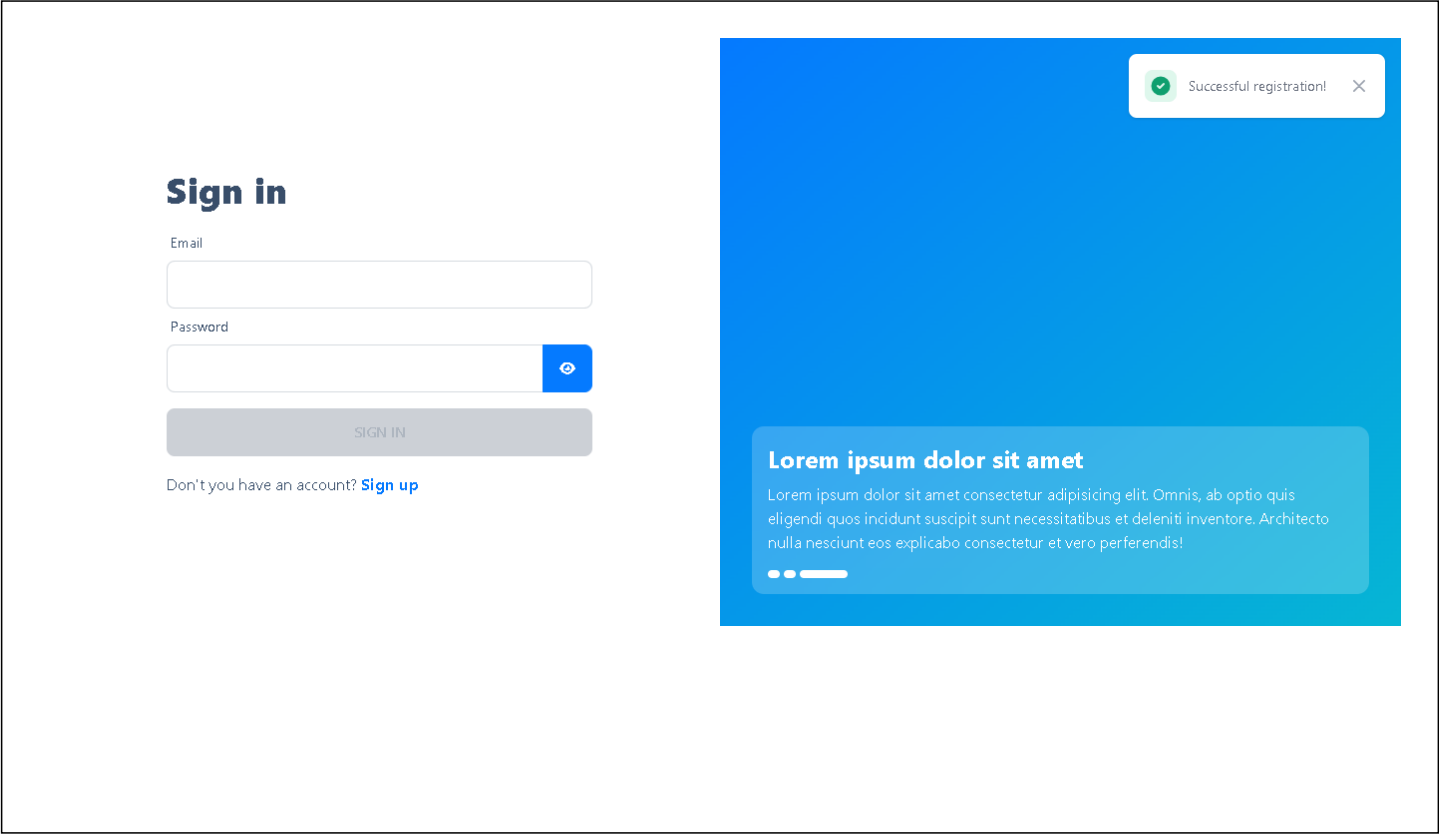 Successful registration!
Sign in
Email
Password
SIGN IN
Don't you have an account? Sign up
Lorem ipsum dolor sit amet
Lorem ipsum dolor sit amet consectetur adipisicing elit. Omnis, ab optio quis
eligendi quos incidunt suscipit sunt necessitatibus et deleniti inventore. Architecto
nulla nesciunt eos explicabo consectetur et vero perferendis!